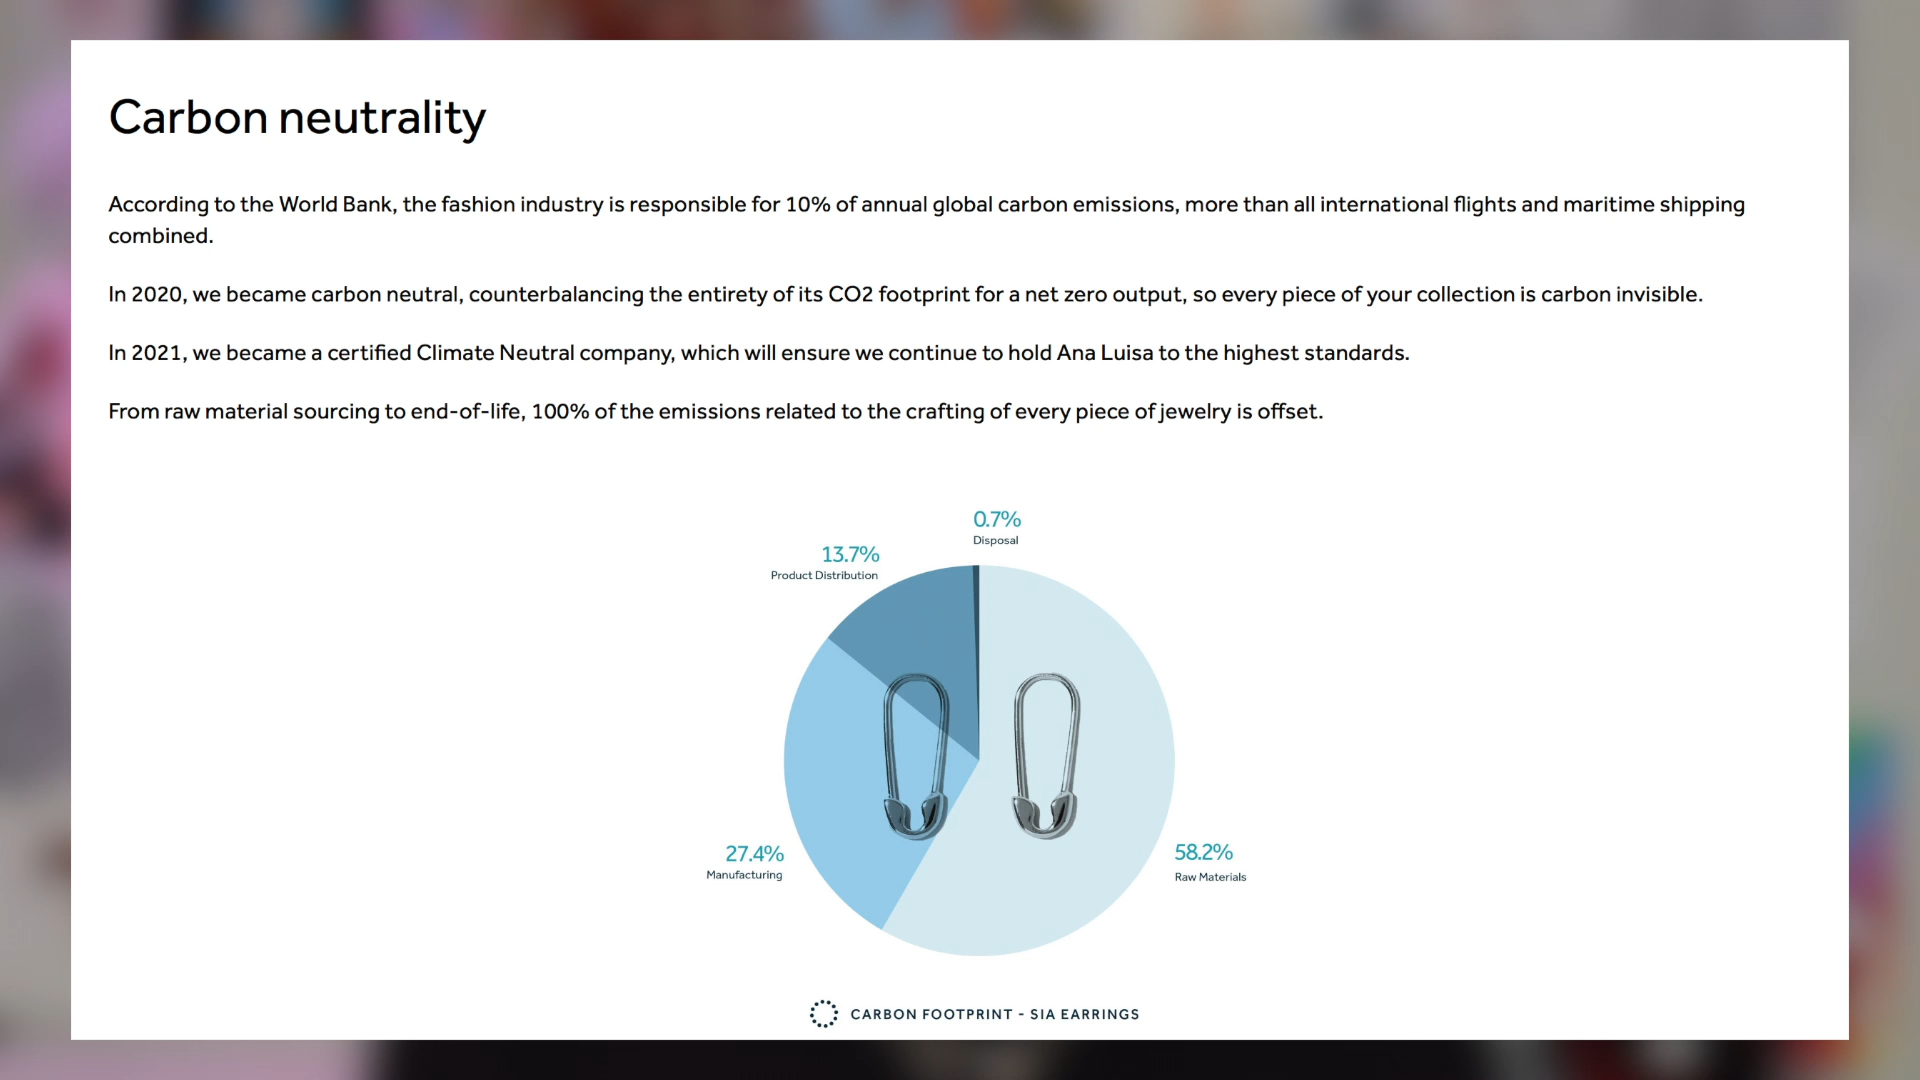 Carbon neutrality
According to the World Bank, the fashion industry is responsible for 10% of annual global carbon emissions, more than all international flights and maritime shipping
combined.
In 2020, we became carbon neutral, counterbalancing the entirety of its CO2 footprint for a net zero output, so every piece of your collection is carbon invisible.
In 2021, we became a certified Climate Neutral company, which will ensure we continue to hold Ana Luisa to the highest standards.
From raw material sourcing to end-of-life, 100% of the emissions related to the crafting of every piece of jewelry is offset.
0.7%
Disposal
13.7%
Product Distribution
27.4%
Manufacturing
58.2%
Raw Materials
CARBON FOOTPRINT - SIA EARRINGS